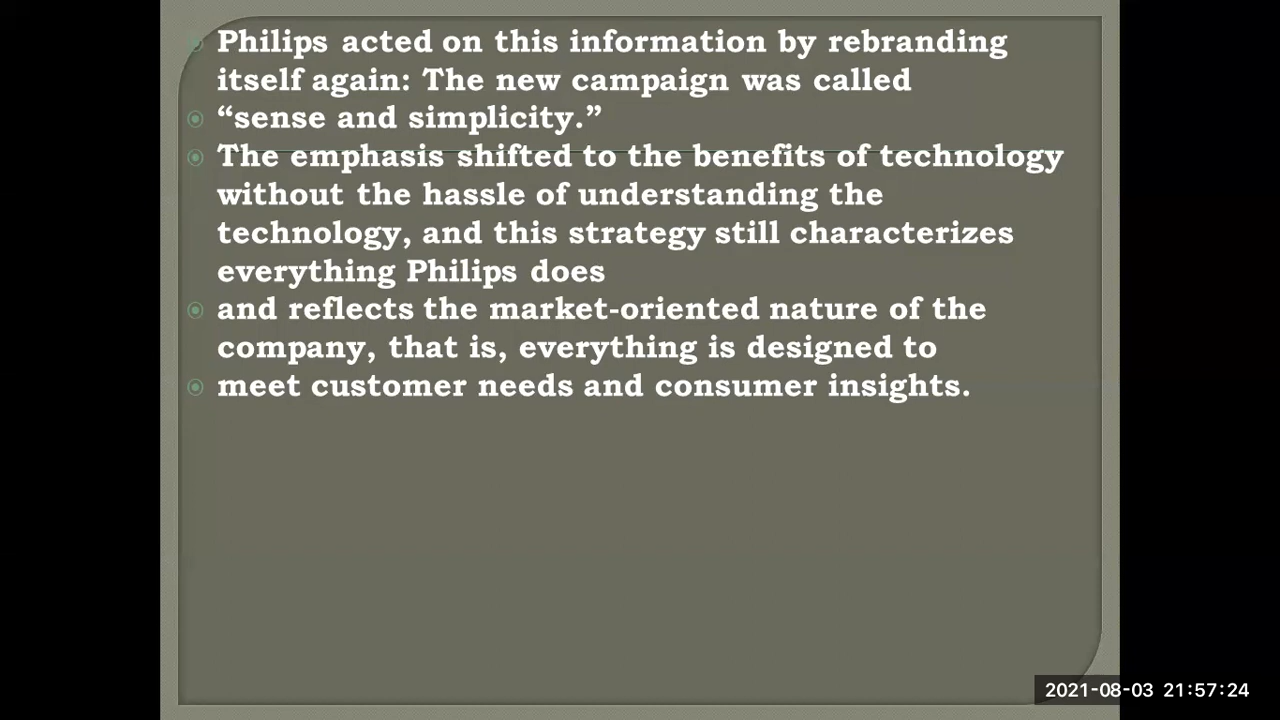 Philips acted on this information by rebranding
itself again: The new campaign was called
“sense and simplicity.”
The emphasis shifted to the benefits of technology
without the hassle of understanding the
technology, and this strategy still characterizes
everything Philips does
and reflects the market-oriented nature of the
company, that is, everything is designed to
meet customer needs and consumer insights.
2021-08-03 21:57:24